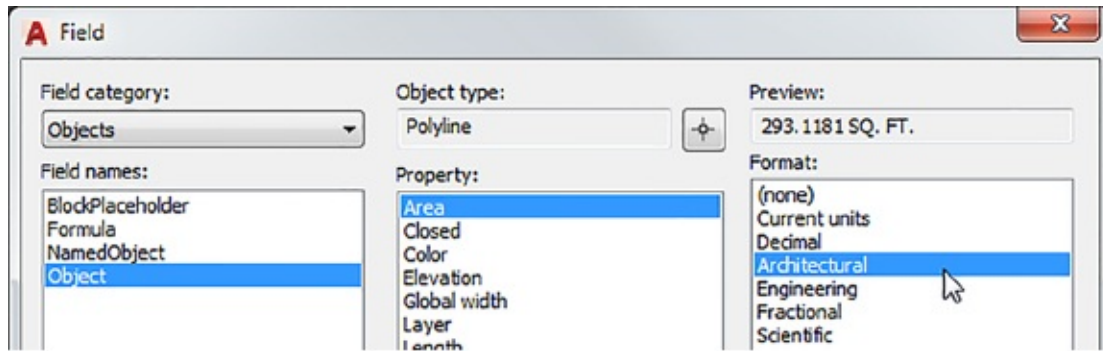 Field
Field category:
Objects
Field names:
BlockPlaceholder
Formula
NamedObject
Object
Object type:
Polyline
Property:
Area
Closed
Color
Elevation
Global width
Layer
Length
Preview:
293.1181 SQ. FT.
Format:
(none)
Current units
Decimal
Architectural
Engineering
Fractional
Scientific